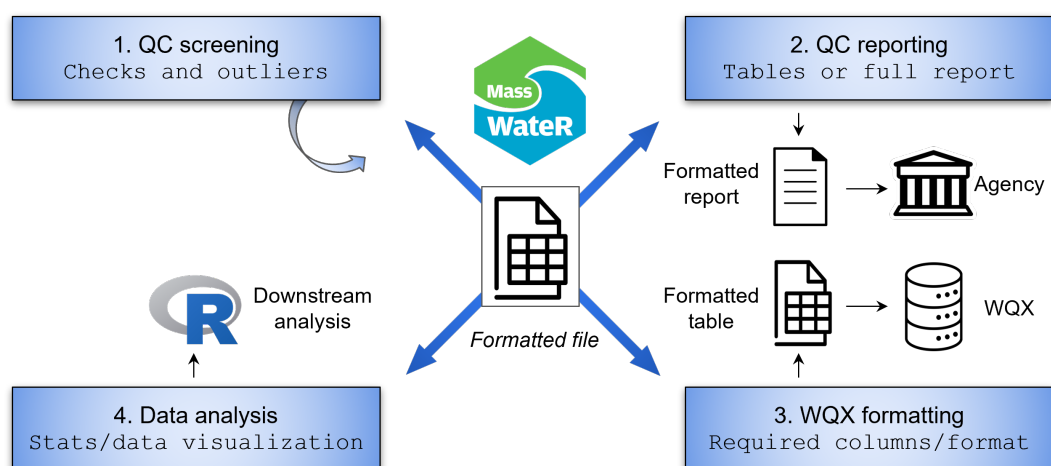 1. QC screening
Checks and outliers
Mass
WateR
2. QC reporting
Tables or full report
Formatted
report
Agency
R
Downstream
analysis
Formatted file
Formatted
table
WQX
4. Data analysis
Stats/data visualization
3. WQX formatting
Required columns/format